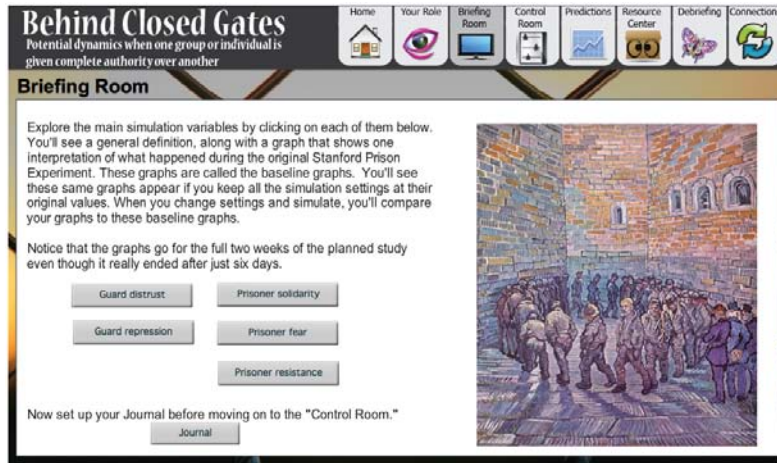 Behind Closed Gates
Potential dynamics when one group or individual is
given complete authority over another
Home
Your Role
Briefing
Room
Control
Room
Predictions
Resource
Center
Debriefing
Connection
Briefing Room
Explore the main simulation variables by clicking on each of them below.
You'll see a general definition, along with a graph that shows one
interpretation of what happened during the original Stanford Prison
Experiment. These graphs are called the baseline graphs. You'll see
these same graphs appear if you keep all the simulation settings at their
original values. When you change settings and simulate, you'll compare
your graphs to these baseline graphs.
Notice that the graphs go for the full two weeks of the planned study
even though it really ended after just six days.
Guard distrust
Prisoner solidarity
Guard repression
Prisoner fear
Prisoner resistance
Now set up your Journal before moving on to the "Control Room."
Journal